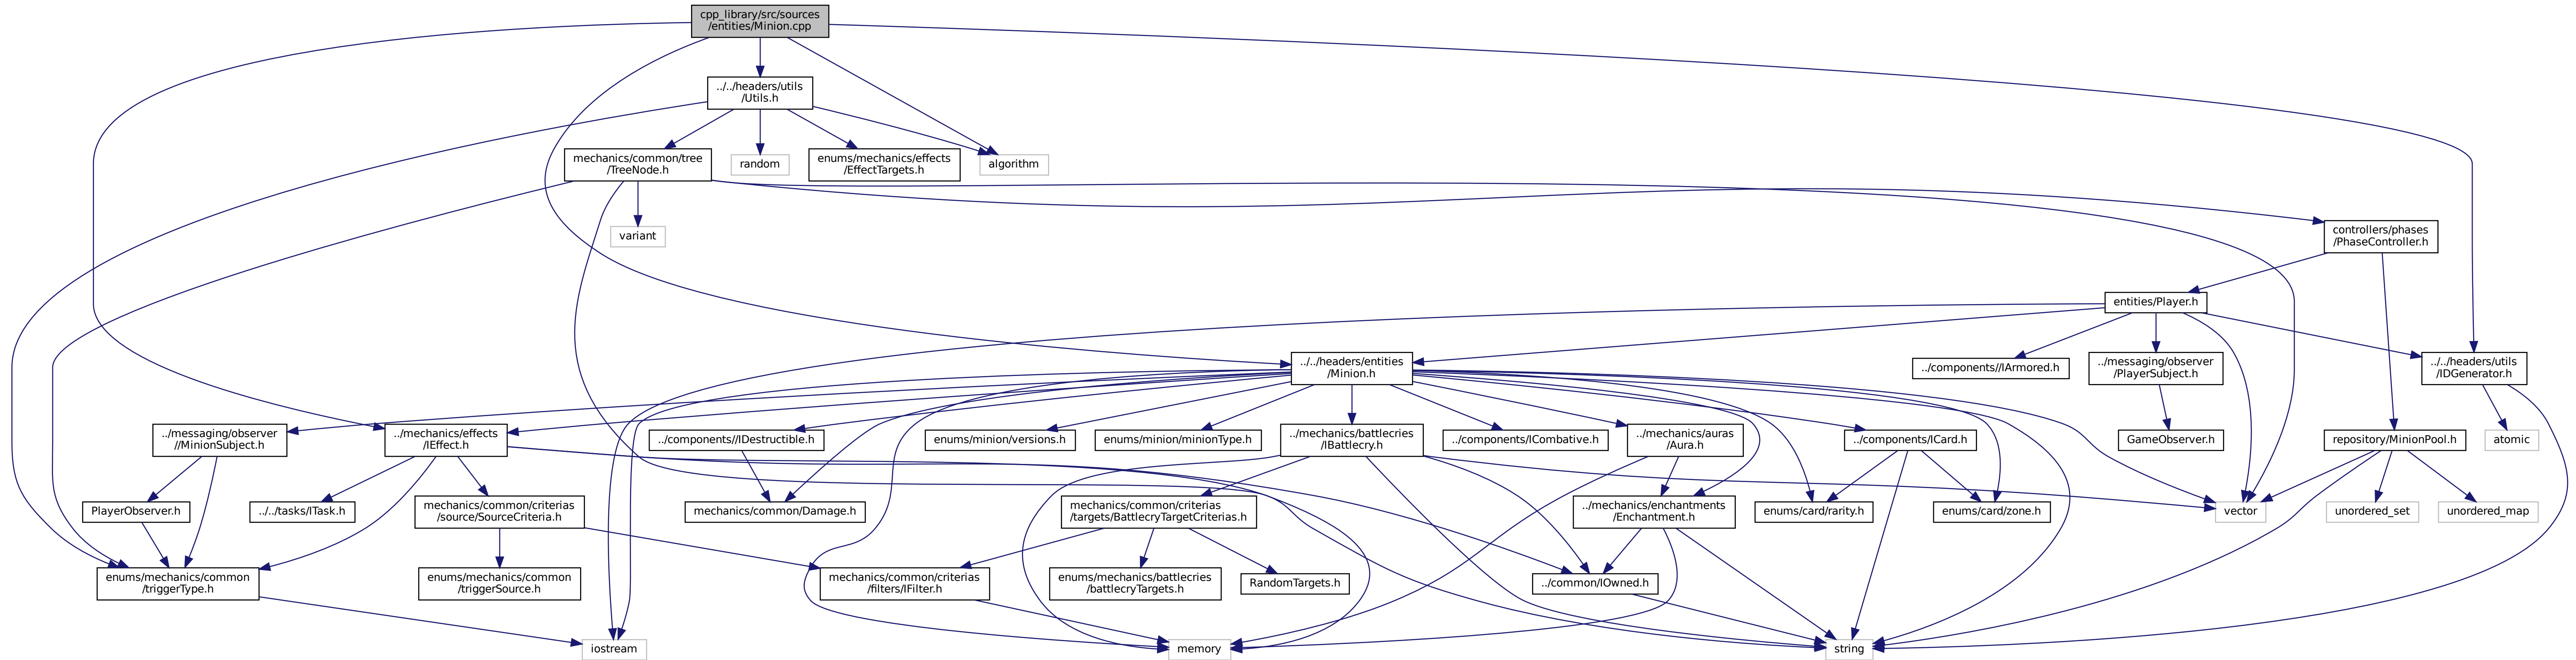 cpp_library/src/sources
/entities/Minion.cpp
../../headers/utils
/Utils.h
mechanics/common/tree
/TreeNode.h
random
enums/mechanics/effects
/EffectTargets.h
algorithm
variant
controllers/phases
/PhaseController.h
entities/Player.h
../../headers/entities
/Minion.h
../components//IArmored.h
../messaging/observer
/PlayerSubject.h
../../headers/utils
/IDGenerator.h
../messaging/observer
//MinionSubject.h
../mechanics/effects
/IEffect.h
../components//IDestructible.h
enums/minion/versions.h
enums/minion/minionType.h
../mechanics/battlecries
/IBattlecry.h
../components/ICombative.h
../mechanics/auras
/Aura.h
../components/ICard.h
GameObserver.h
repository/MinionPool.h
atomic
PlayerObserver.h
../../tasks/ITask.h
mechanics/common/criterias
/source/SourceCriteria.h
mechanics/common/Damage.h
mechanics/common/criterias
/targets/BattlecryTargetCriterias.h
../mechanics/enchantments
/Enchantment.h
enums/card/rarity.h
enums/card/zone.h
vector
unordered_set
unordered_map
enums/mechanics/common
/triggerType.h
enums/mechanics/common
/triggerSource.h
mechanics/common/criterias
/filters/IFilter.h
enums/mechanics/battlecries
/battlecryTargets.h
RandomTargets.h
../common/IOwned.h
iostream
memory
string